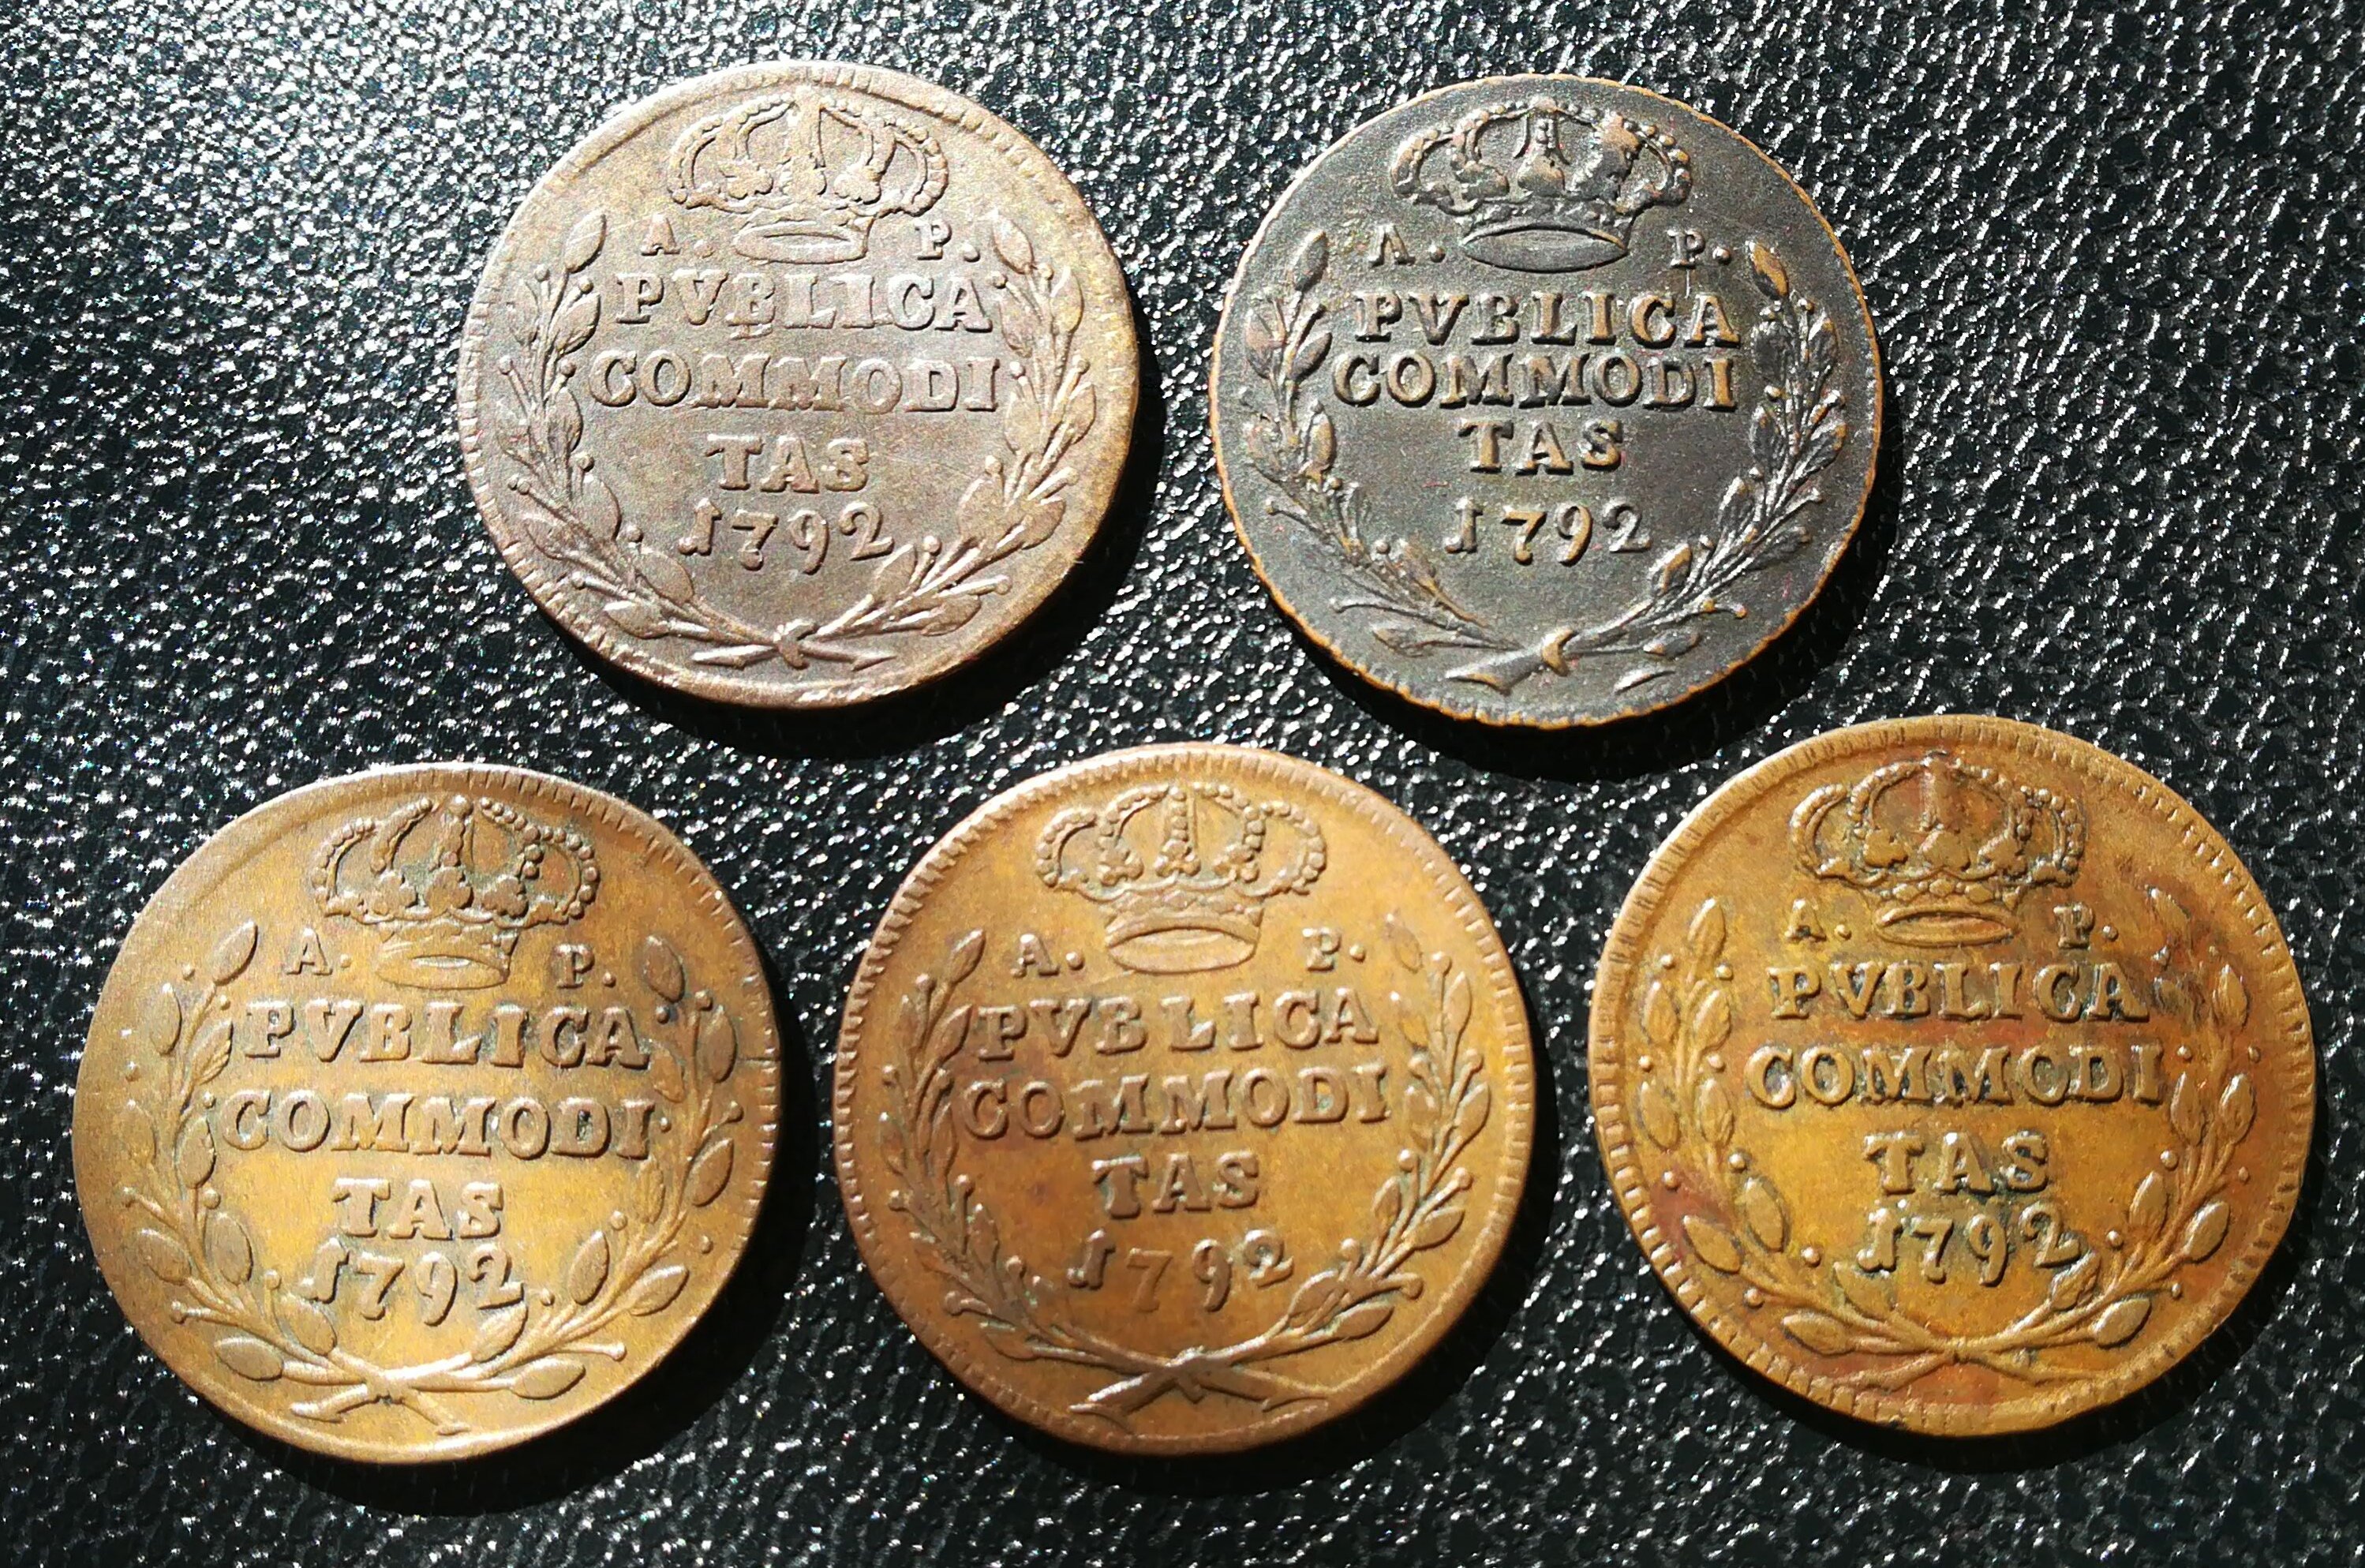 A. P.
PVBLICA
COMMODI
TAS
1792
A. P.
PVBLICA
COMMODI
TAS
1792
A. P.
PVBLICA
COMMODI
TAS
1792
A. P.
PVBLICA
COMMODI
TAS
1792
A. P.
PVBLICA
COMMODI
TAS
1792